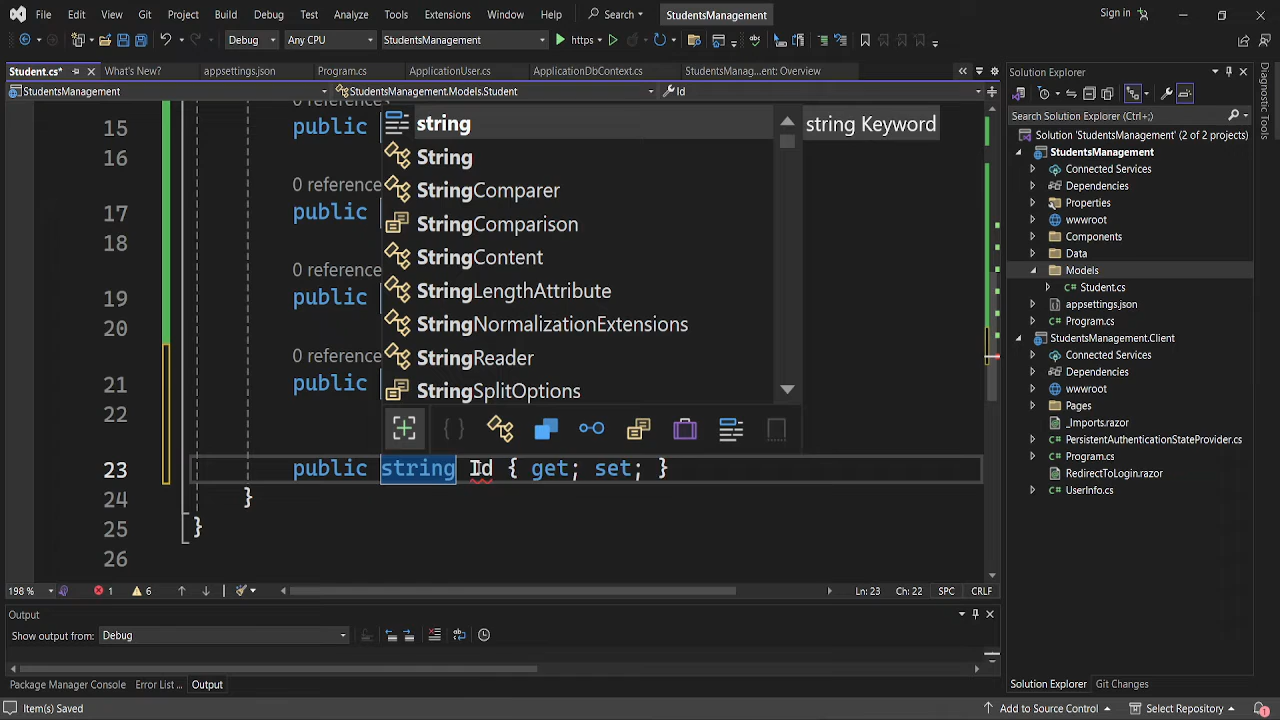 File Edit View Git Project Build Debug Test Analyze Tools Extensions Window Help Search StudentsManagement Sign in
Debug Any CPU StudentsManagement https
Student.cs* What's New? appsettings.json Program.cs ApplicationUser.cs ApplicationDbContext.cs StudentsManag...ent: Overview
StudentsManagement StudentsManagement.Models.Student Id
0 references
15 public
16
0 references
17 public
18
0 references
19 public
20
0 references
21 public
22
23 public string Id { get; set; }
24 }
25 }
26
string
String
StringComparer
StringComparison
StringContent
StringLengthAttribute
StringNormalizationExtensions
StringReader
StringSplitOptions
string Keyword
198 % 1 6 Ln: 23 Ch: 22 SPC CRLF
Output
Show output from: Debug
Package Manager Console Error List ... Output
Solution Explorer
Search Solution Explorer (Ctrl+;)
Solution 'StudentsManagement' (2 of 2 projects)
StudentsManagement
Connected Services
Dependencies
Properties
wwwroot
Components
Data
Models
Student.cs
appsettings.json
Program.cs
StudentsManagement.Client
Connected Services
Dependencies
wwwroot
Pages
_Imports.razor
PersistentAuthenticationStateProvider.cs
Program.cs
RedirectToLogin.razor
UserInfo.cs
Solution Explorer Git Changes
Diagnostic Tools
Item(s) Saved Add to Source Control Select Repository 1